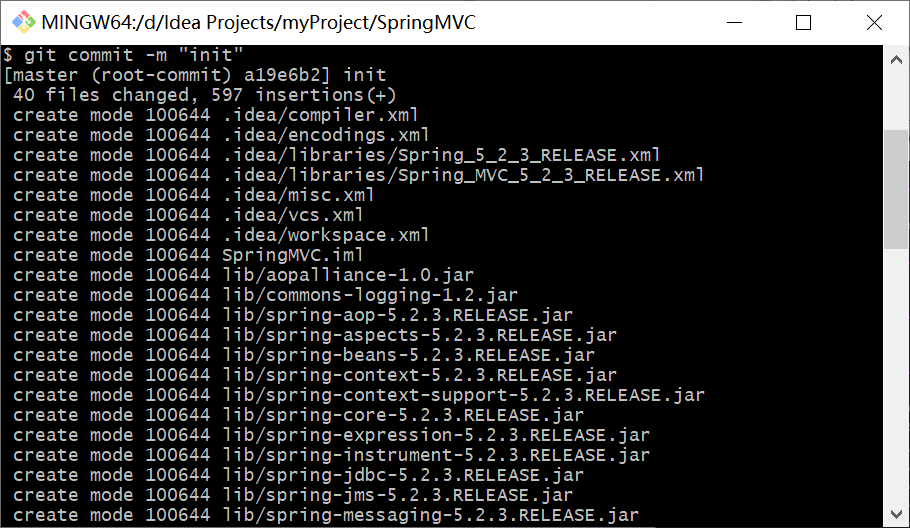 MINGW64:/d/Idea Projects/myProject/SpringMVC
$ git commit -m "init"
[master (root-commit) a19e6b2] init
 40 files changed, 597 insertions(+)
 create mode 100644 .idea/compiler.xml
 create mode 100644 .idea/encodings.xml
 create mode 100644 .idea/libraries/Spring_5_2_3_RELEASE.xml
 create mode 100644 .idea/libraries/Spring_MVC_5_2_3_RELEASE.xml
 create mode 100644 .idea/misc.xml
 create mode 100644 .idea/vcs.xml
 create mode 100644 .idea/workspace.xml
 create mode 100644 SpringMVC.iml
 create mode 100644 lib/aopalliance-1.0.jar
 create mode 100644 lib/commons-logging-1.2.jar
 create mode 100644 lib/spring-aop-5.2.3.RELEASE.jar
 create mode 100644 lib/spring-aspects-5.2.3.RELEASE.jar
 create mode 100644 lib/spring-beans-5.2.3.RELEASE.jar
 create mode 100644 lib/spring-context-5.2.3.RELEASE.jar
 create mode 100644 lib/spring-context-support-5.2.3.RELEASE.jar
 create mode 100644 lib/spring-core-5.2.3.RELEASE.jar
 create mode 100644 lib/spring-expression-5.2.3.RELEASE.jar
 create mode 100644 lib/spring-instrument-5.2.3.RELEASE.jar
 create mode 100644 lib/spring-jdbc-5.2.3.RELEASE.jar
 create mode 100644 lib/spring-jms-5.2.3.RELEASE.jar
 create mode 100644 lib/spring-messaging-5.2.3.RELEASE.jar